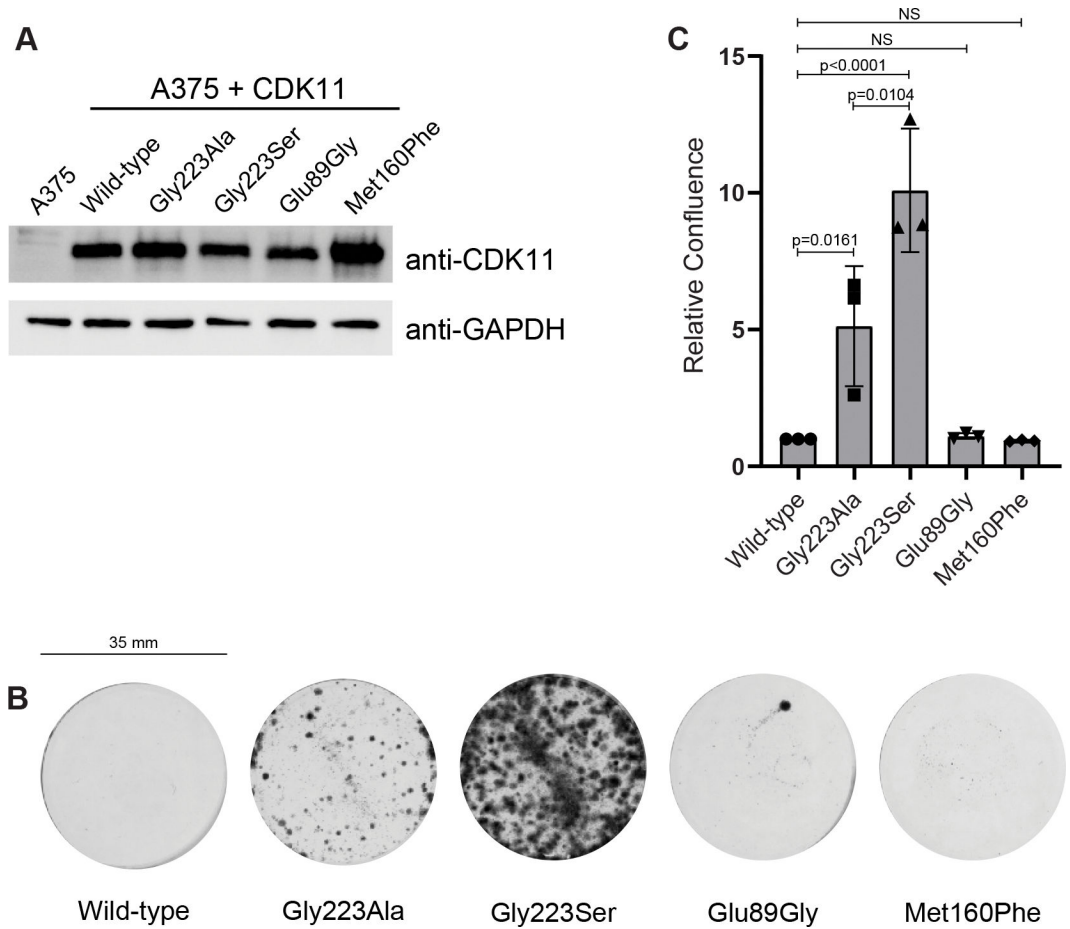 A
A375 + CDK11
A375
Wild-type
Gly223Ala
Gly223Ser
Glu89Gly
Met160Phe
anti-CDK11
anti-GAPDH
C
NS
NS
p<0.0001
p=0.0104
p=0.0161
Relative Confluence
15
10
5
0
Wild-type
Gly223Ala
Gly223Ser
Glu89Gly
Met160Phe
35 mm
B
Wild-type
Gly223Ala
Gly223Ser
Glu89Gly
Met160Phe